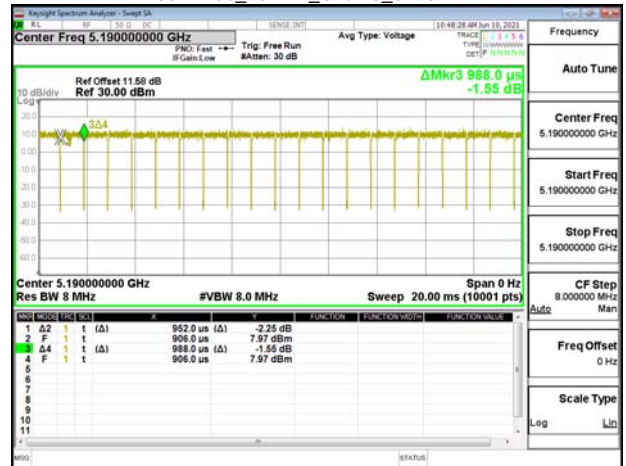 Keysight Spectrum Analyzer - Swept SA
RL RF 50 Ω DC SENSE:INT 10:48:28 AM Jun 10, 2021
Center Freq 5.190000000 GHz
PNO: Fast
IFGain:Low
Trig: Free Run
#Atten: 30 dB
Avg Type: Voltage
TRACE 1 2 3 4 5 6
TYPE
DET P N N N N N
ΔMkr3 988.0 µs
-1.55 dB
Ref Offset 11.58 dB
10 dB/div Ref 30.00 dBm
Log
20.0
10.0
0.00
-10.0
-20.0
-30.0
-40.0
-50.0
-60.0
3Δ4
Center 5.190000000 GHz Span 0 Hz
Res BW 8 MHz #VBW 8.0 MHz Sweep 20.00 ms (10001 pts)
MKR MODE TRC SCL X Y FUNCTION FUNCTION WIDTH FUNCTION VALUE
1 Δ2 1 t (Δ) 952.0 µs (Δ) -2.25 dB
2 F 1 t 906.0 µs 7.97 dBm
3 Δ4 1 t (Δ) 988.0 µs (Δ) -1.55 dB
4 F 1 t 906.0 µs 7.97 dBm
5
6
7
8
9
10
11
MSG STATUS
Frequency
Auto Tune
Center Freq
5.190000000 GHz
Start Freq
5.190000000 GHz
Stop Freq
5.190000000 GHz
CF Step
8.000000 MHz
Auto Man
Freq Offset
0 Hz
Scale Type
Log Lin